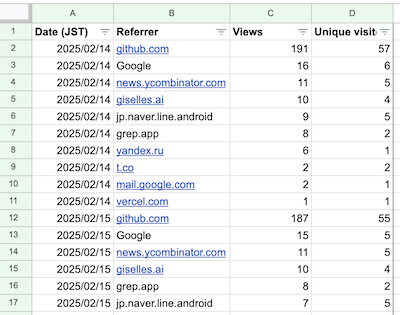 A B C D
1 Date (JST) Referrer Views Unique visit
2 2025/02/14 github.com 191 57
3 2025/02/14 Google 16 6
4 2025/02/14 news.ycombinator.com 11 5
5 2025/02/14 giselles.ai 10 4
6 2025/02/14 jp.naver.line.android 9 5
7 2025/02/14 grep.app 8 2
8 2025/02/14 yandex.ru 6 1
9 2025/02/14 t.co 2 2
10 2025/02/14 mail.google.com 2 1
11 2025/02/14 vercel.com 1 1
12 2025/02/15 github.com 187 55
13 2025/02/15 Google 15 5
14 2025/02/15 news.ycombinator.com 11 5
15 2025/02/15 giselles.ai 10 4
16 2025/02/15 grep.app 8 2
17 2025/02/15 jp.naver.line.android 7 5